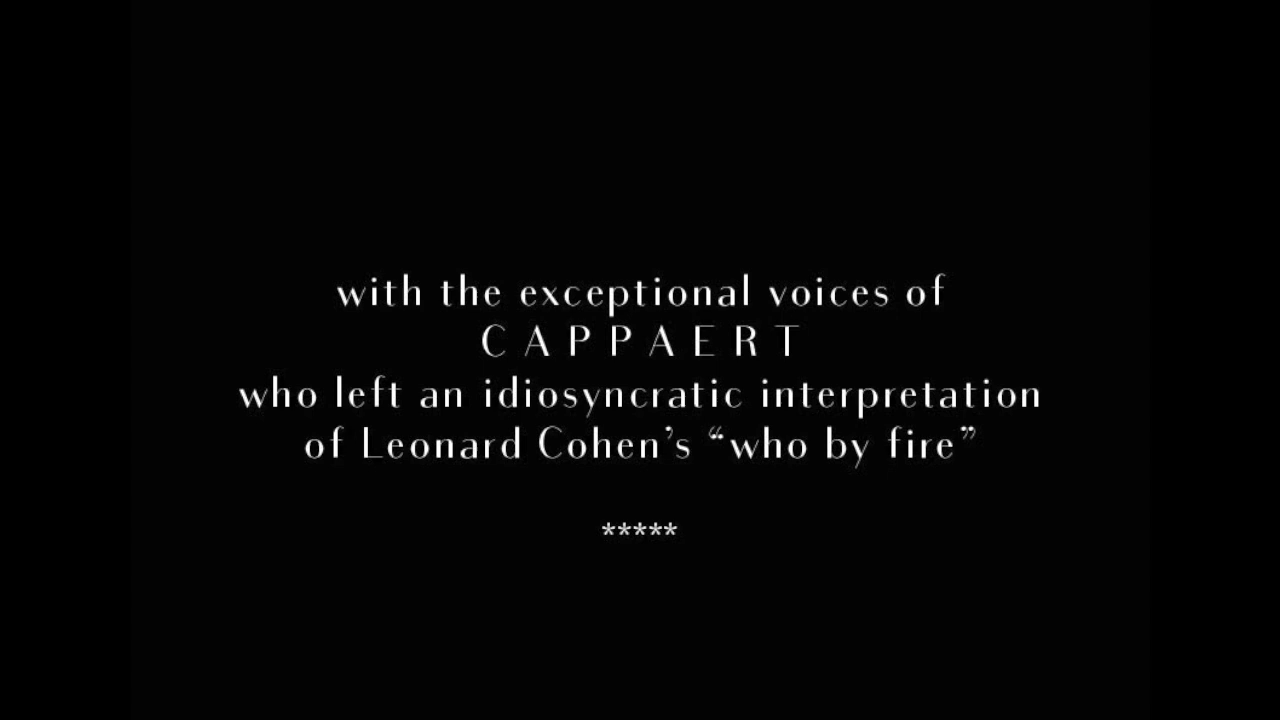 with the exceptional voices of
C A P P A E R T
who left an idiosyncratic interpretation
of Leonard Cohen’s “who by fire”
*****